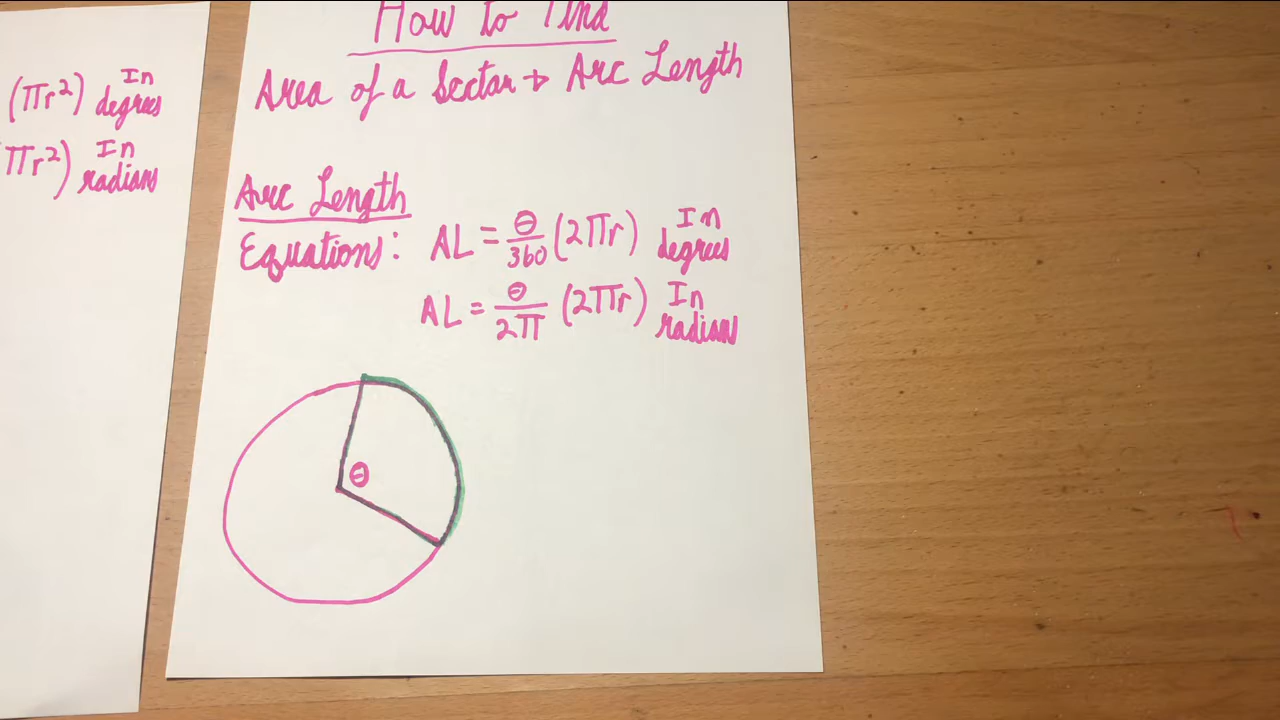 (πr²) In degrees
πr²) In radians
How to Find
Area of a Sector + Arc Length
Arc Length
Equations: AL = θ/360 (2πr) In degrees
AL = θ/2π (2πr) In radians
θ